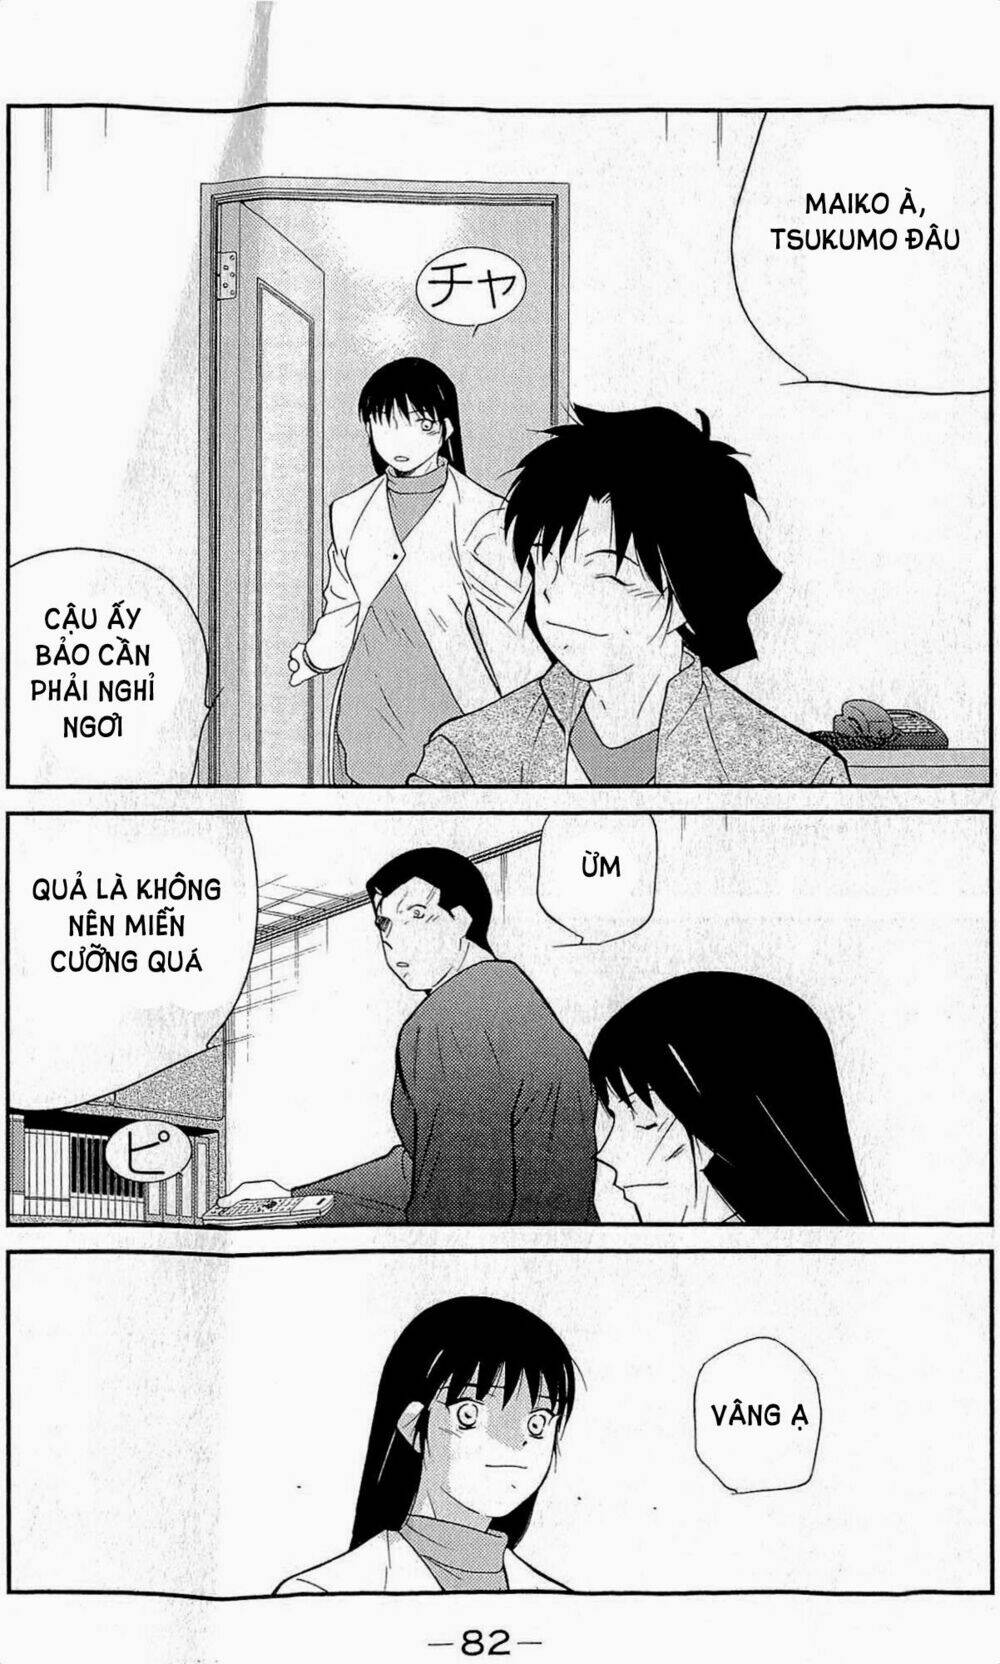 MAIKO À,
TSUKUMO ĐÂU
チャ
CẬU ẤY
BẢO CẦN
PHẢI NGHỈ
NGƠI
ỪM
QUẢ LÀ KHÔNG
NÊN MIỄN
CƯỠNG QUÁ
ピ
VÂNG Ạ
-82-